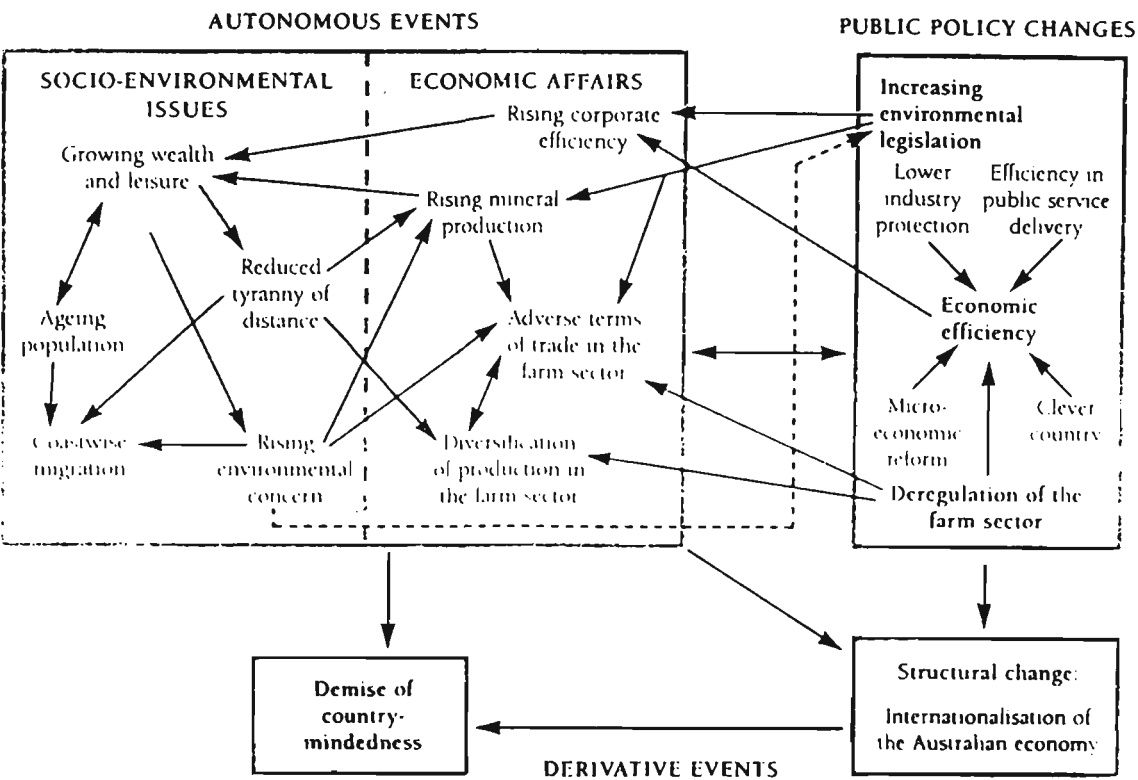 AUTONOMOUS EVENTS
SOCIO-ENVIRONMENTAL
ISSUES
Growing wealth
and leisure
Reduced
tyranny of
distance
Ageing
population
Coastwise
migration
Rising
environmental
concern
ECONOMIC AFFAIRS
Rising corporate
efficiency
Rising mineral
production
Adverse terms
of trade in the
farm sector
Diversification
of production in
the farm sector
PUBLIC POLICY CHANGES
Increasing
environmental
legislation
Lower
industry
protection
Efficiency in
public service
delivery
Economic
efficiency
Micro-
economic
reform
Clever
country
Deregulation of the
farm sector
Demise of
country-
mindedness
Structural change:
Internationalisation of
the Australian economy
DERIVATIVE EVENTS